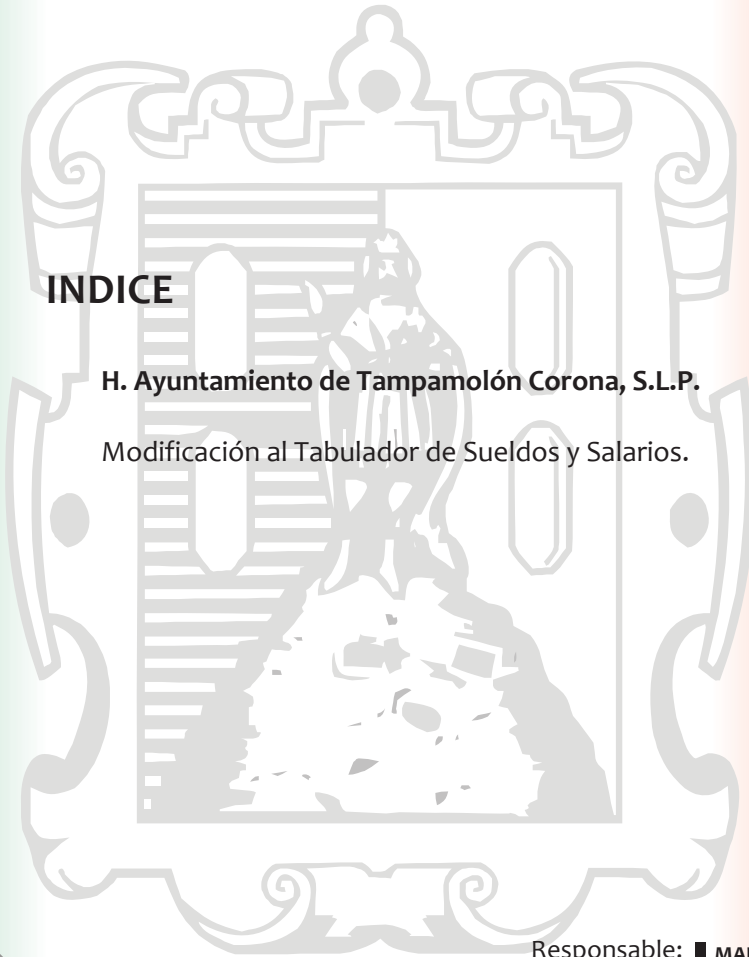 INDICE
H. Ayuntamiento de Tampamolón Corona, S.L.P.
Modificación al Tabulador de Sueldos y Salarios.
Responsable: